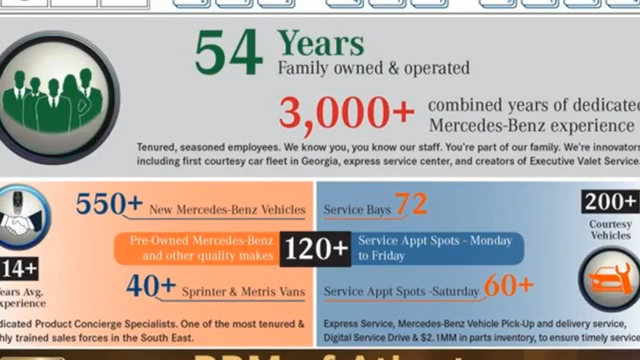 54 Years
Family owned & operated
3,000+ combined years of dedicated
Mercedes-Benz experience
Tenured, seasoned employees. We know you, you know our staff. You're part of our family. We're innovators
including first courtesy car fleet in Georgia, express service center, and creators of Executive Valet Service.
550+ New Mercedes-Benz Vehicles
Pre-Owned Mercedes-Benz
and other quality makes
120+
40+ Sprinter & Metris Vans
14+
Years Avg.
Experience
dicated Product Concierge Specialists. One of the most tenured &
hly trained sales forces in the South East.
Service Bays 72
Service Appt Spots - Monday
to Friday
Service Appt Spots -Saturday 60+
200+
Courtesy
Vehicles
Express Service, Mercedes-Benz Vehicle Pick-Up and delivery service,
Digital Service Drive & $2.1MM in parts inventory, to ensure timely service
of